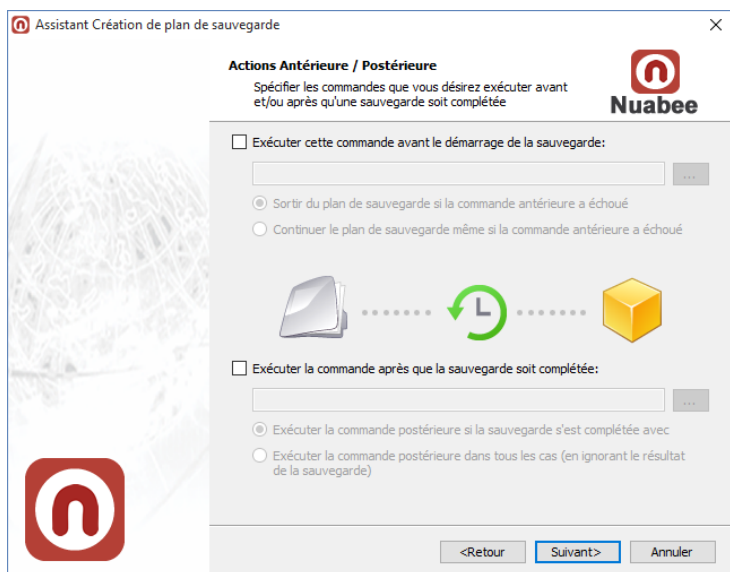 Assistant Création de plan de sauvegarde
Actions Antérieure / Postérieure
Spécifier les commandes que vous désirez exécuter avant
et/ou après qu'une sauvegarde soit complétée
Nuabee
Exécuter cette commande avant le démarrage de la sauvegarde:
...
Sortir du plan de sauvegarde si la commande antérieure a échoué
Continuer le plan de sauvegarde même si la commande antérieure a échoué
Exécuter la commande après que la sauvegarde soit complétée:
...
Exécuter la commande postérieure si la sauvegarde s'est complétée avec
Exécuter la commande postérieure dans tous les cas (en ignorant le résultat
de la sauvegarde)
<Retour
Suivant>
Annuler